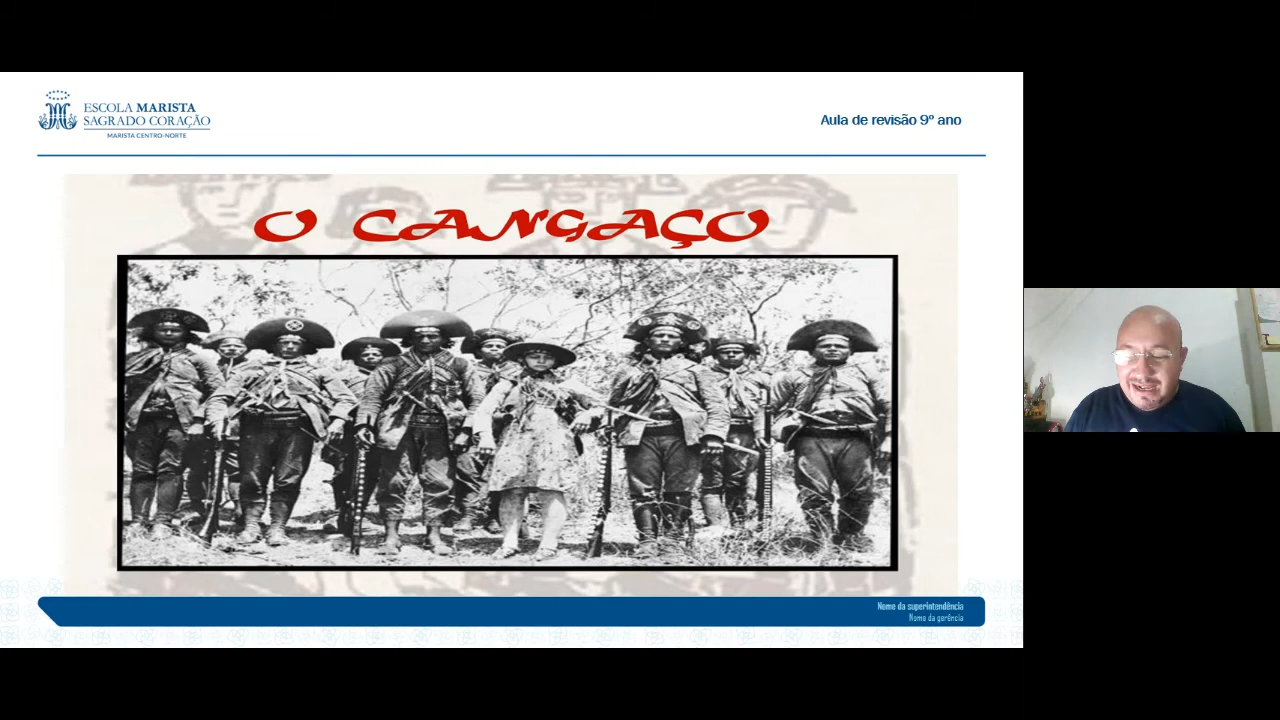 ESCOLA MARISTA
SAGRADO CORAÇÃO
MARISTA CENTRO-NORTE
Aula de revisão 9º ano
O CANGAÇO
Nome da superintendência
Nome da gerência